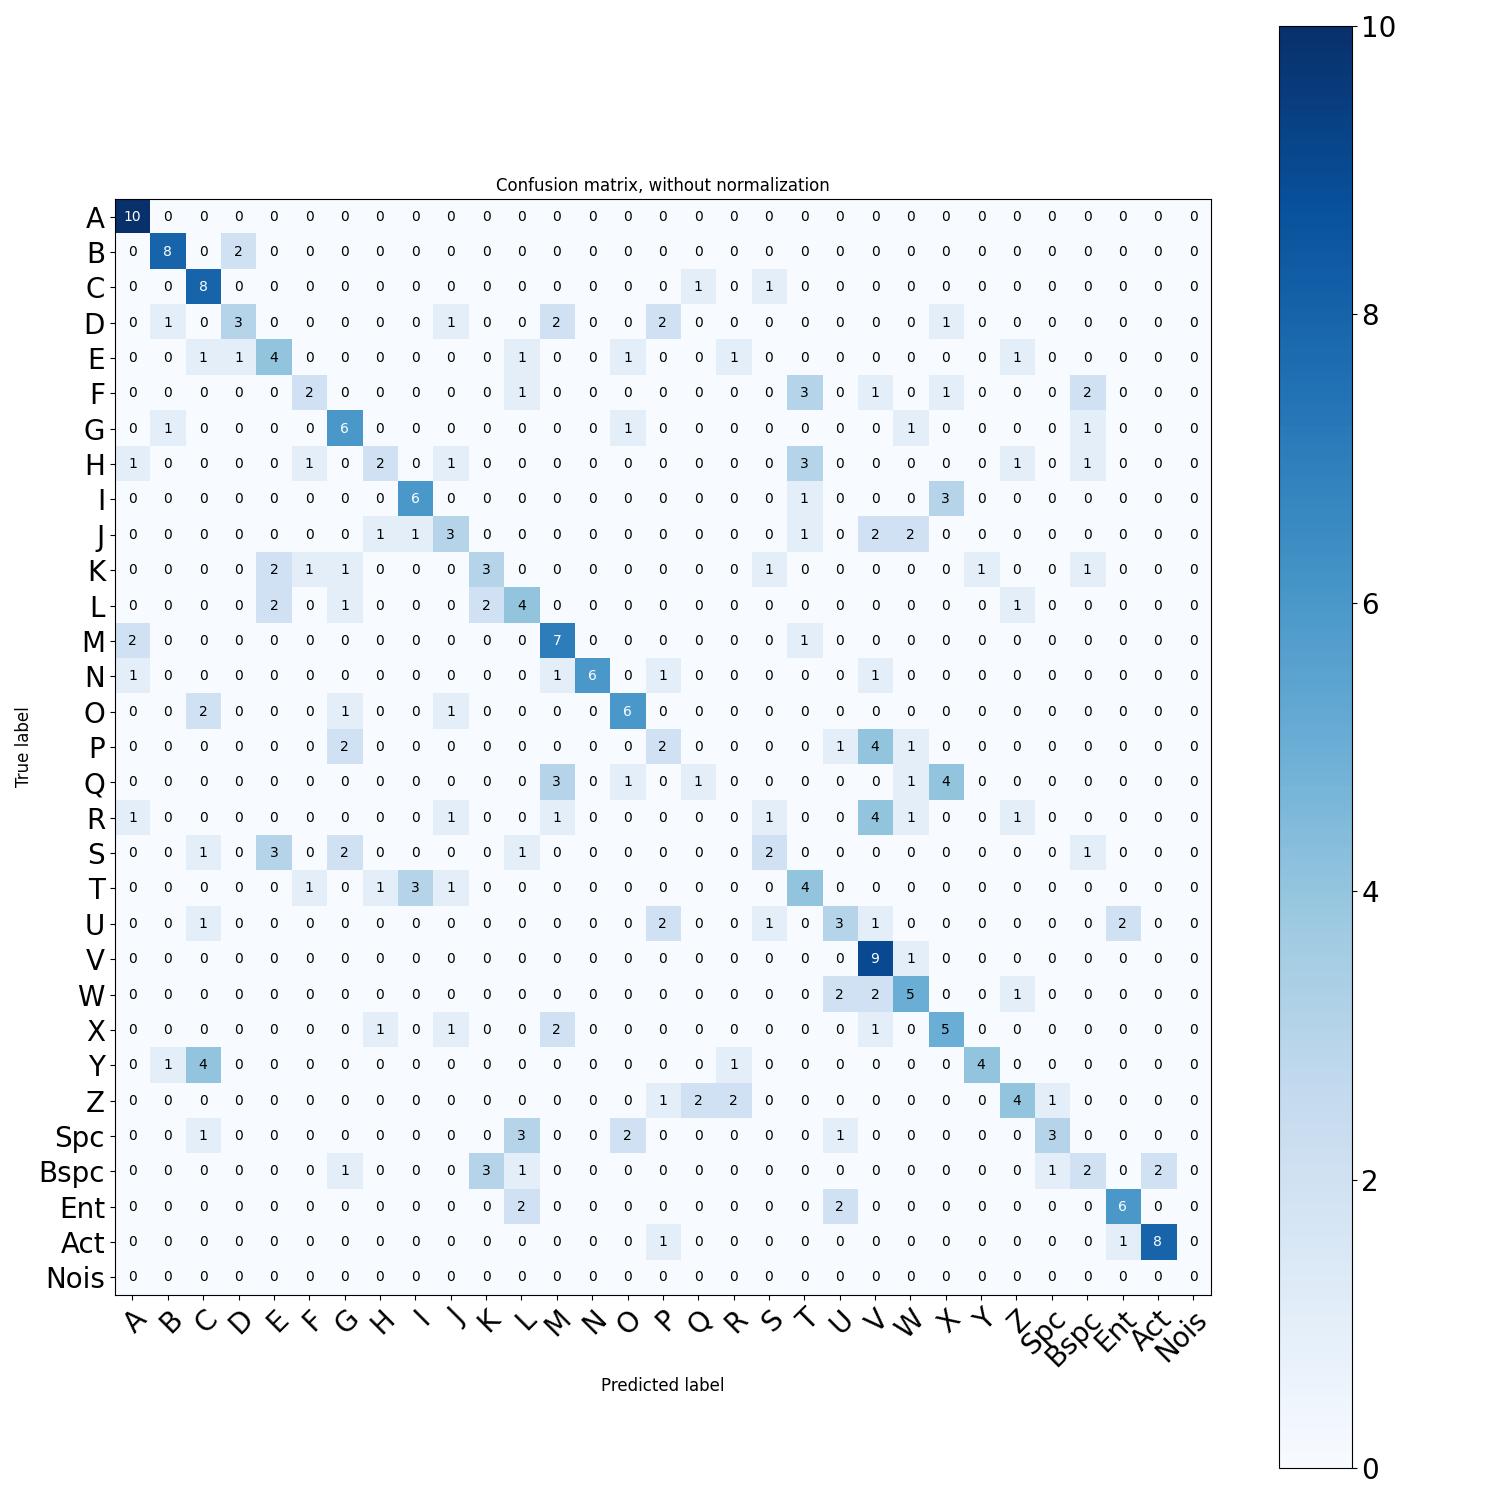 Confusion matrix, without normalization
True label
A 10 0 0 0 0 0 0 0 0 0 0 0 0 0 0 0 0 0 0 0 0 0 0 0 0 0 0 0 0 0 0
B 0 8 0 2 0 0 0 0 0 0 0 0 0 0 0 0 0 0 0 0 0 0 0 0 0 0 0 0 0 0 0
C 0 0 8 0 0 0 0 0 0 0 0 0 0 0 0 0 1 0 1 0 0 0 0 0 0 0 0 0 0 0 0
D 0 1 0 3 0 0 0 0 0 1 0 0 2 0 0 2 0 0 0 0 0 0 0 1 0 0 0 0 0 0 0
E 0 0 1 1 4 0 0 0 0 0 0 1 0 0 1 0 0 1 0 0 0 0 0 0 0 1 0 0 0 0 0
F 0 0 0 0 0 2 0 0 0 0 0 1 0 0 0 0 0 0 0 3 0 1 0 1 0 0 0 2 0 0 0
G 0 1 0 0 0 0 6 0 0 0 0 0 0 0 1 0 0 0 0 0 0 0 1 0 0 0 0 1 0 0 0
H 1 0 0 0 0 1 0 2 0 1 0 0 0 0 0 0 0 0 0 3 0 0 0 0 0 1 0 1 0 0 0
I 0 0 0 0 0 0 0 0 6 0 0 0 0 0 0 0 0 0 0 1 0 0 0 3 0 0 0 0 0 0 0
J 0 0 0 0 0 0 0 1 1 3 0 0 0 0 0 0 0 0 0 1 0 2 2 0 0 0 0 0 0 0 0
K 0 0 0 0 2 1 1 0 0 0 3 0 0 0 0 0 0 0 1 0 0 0 0 0 1 0 0 1 0 0 0
L 0 0 0 0 2 0 1 0 0 0 2 4 0 0 0 0 0 0 0 0 0 0 0 0 0 1 0 0 0 0 0
M 2 0 0 0 0 0 0 0 0 0 0 0 7 0 0 0 0 0 0 1 0 0 0 0 0 0 0 0 0 0 0
N 1 0 0 0 0 0 0 0 0 0 0 0 1 6 0 1 0 0 0 0 0 1 0 0 0 0 0 0 0 0 0
O 0 0 2 0 0 0 1 0 0 1 0 0 0 0 6 0 0 0 0 0 0 0 0 0 0 0 0 0 0 0 0
P 0 0 0 0 0 0 2 0 0 0 0 0 0 0 0 2 0 0 0 0 1 4 1 0 0 0 0 0 0 0 0
Q 0 0 0 0 0 0 0 0 0 0 0 0 3 0 1 0 1 0 0 0 0 0 1 4 0 0 0 0 0 0 0
R 1 0 0 0 0 0 0 0 0 1 0 0 1 0 0 0 0 0 1 0 0 4 1 0 0 1 0 0 0 0 0
S 0 0 1 0 3 0 2 0 0 0 0 1 0 0 0 0 0 0 2 0 0 0 0 0 0 0 0 1 0 0 0
T 0 0 0 0 0 1 0 1 3 1 0 0 0 0 0 0 0 0 0 4 0 0 0 0 0 0 0 0 0 0 0
U 0 0 1 0 0 0 0 0 0 0 0 0 0 0 0 2 0 0 1 0 3 1 0 0 0 0 0 0 2 0 0
V 0 0 0 0 0 0 0 0 0 0 0 0 0 0 0 0 0 0 0 0 0 9 1 0 0 0 0 0 0 0 0
W 0 0 0 0 0 0 0 0 0 0 0 0 0 0 0 0 0 0 0 0 2 2 5 0 0 1 0 0 0 0 0
X 0 0 0 0 0 0 0 1 0 1 0 0 2 0 0 0 0 0 0 0 0 1 0 5 0 0 0 0 0 0 0
Y 0 1 4 0 0 0 0 0 0 0 0 0 0 0 0 0 0 1 0 0 0 0 0 0 4 0 0 0 0 0 0
Z 0 0 0 0 0 0 0 0 0 0 0 0 0 0 0 1 2 2 0 0 0 0 0 0 0 4 1 0 0 0 0
Spc 0 0 1 0 0 0 0 0 0 0 0 3 0 0 2 0 0 0 0 0 1 0 0 0 0 0 3 0 0 0 0
Bspc 0 0 0 0 0 0 1 0 0 0 3 1 0 0 0 0 0 0 0 0 0 0 0 0 0 0 1 2 0 2 0
Ent 0 0 0 0 0 0 0 0 0 0 0 2 0 0 0 0 0 0 0 0 2 0 0 0 0 0 0 0 6 0 0
Act 0 0 0 0 0 0 0 0 0 0 0 0 0 0 0 1 0 0 0 0 0 0 0 0 0 0 0 0 1 8 0
Nois 0 0 0 0 0 0 0 0 0 0 0 0 0 0 0 0 0 0 0 0 0 0 0 0 0 0 0 0 0 0 0
A B C D E F G H I J K L M N O P Q R S T U V W X Y Z Spc Bspc Ent Act Nois
Predicted label
10
8
6
4
2
0